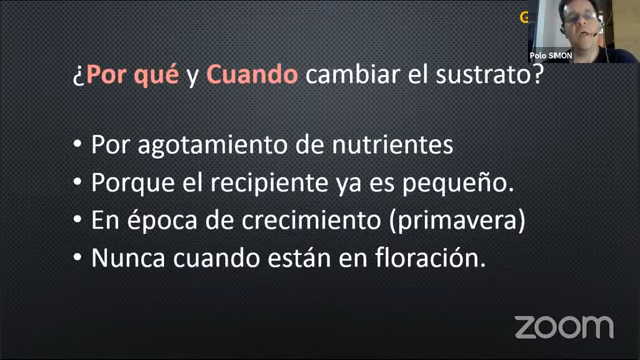 G
Polo SIMON
¿Por qué y Cuando cambiar el sustrato?
• Por agotamiento de nutrientes
• Porque el recipiente ya es pequeño.
• En época de crecimiento (primavera)
• Nunca cuando están en floración.
zoom